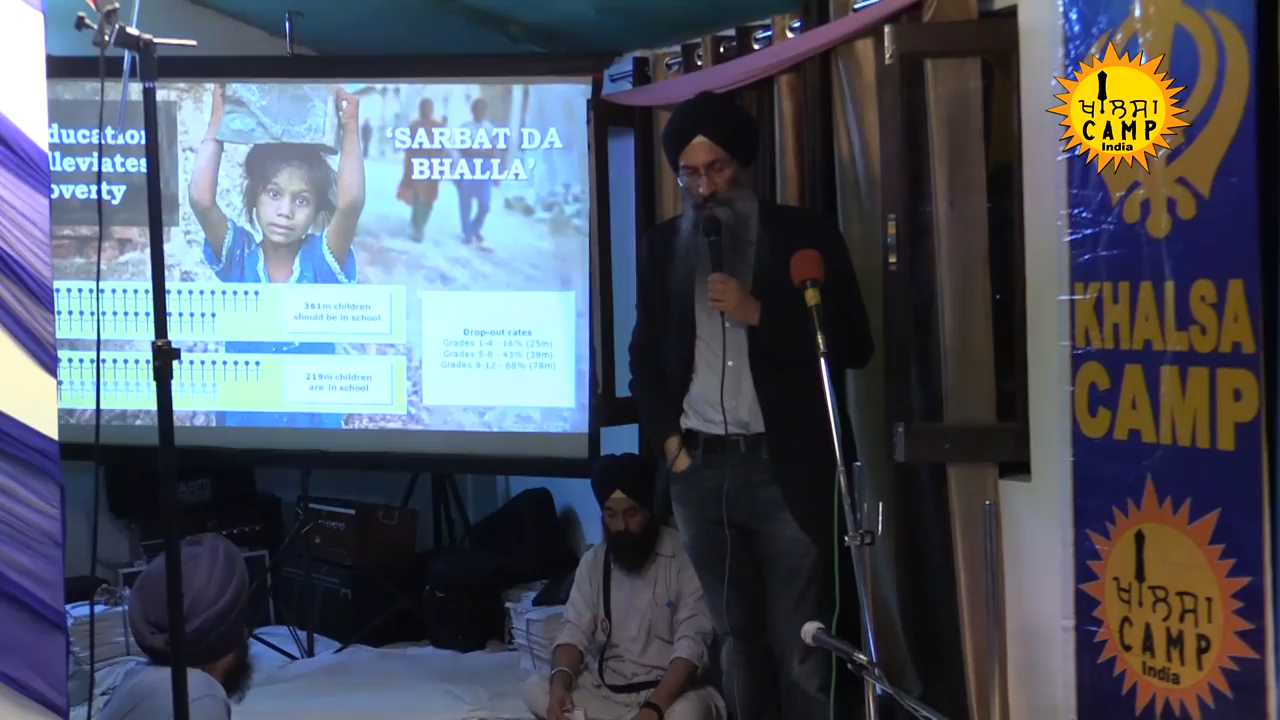 ducation
lleviates
overty
'SARBAT DA
BHALLA'
361m children
should be in school
219m children
are in school
Drop-out rates
Grades 1-4 - 16% (25m)
Grades 5-8 - 43% (39m)
Grades 9-12 - 68% (78m)
ਖਾਲਸਾ
CAMP
India
KHALSA
CAMP
ਖਾਲਸਾ
CAMP
India